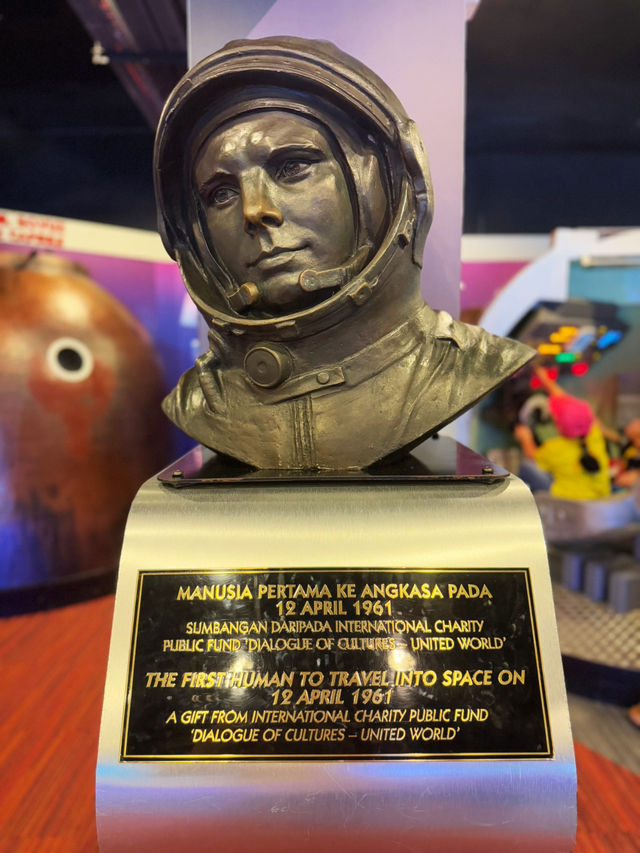 MANUSIA PERTAMA KE ANGKASA PADA
12 APRIL 1961
SUMBANGAN DARIPADA INTERNATIONAL CHARITY
PUBLIC FUND 'DIALOGUE OF CULTURES – UNITED WORLD'
THE FIRST HUMAN TO TRAVEL INTO SPACE ON
12 APRIL 1961
A GIFT FROM INTERNATIONAL CHARITY PUBLIC FUND
'DIALOGUE OF CULTURES – UNITED WORLD'